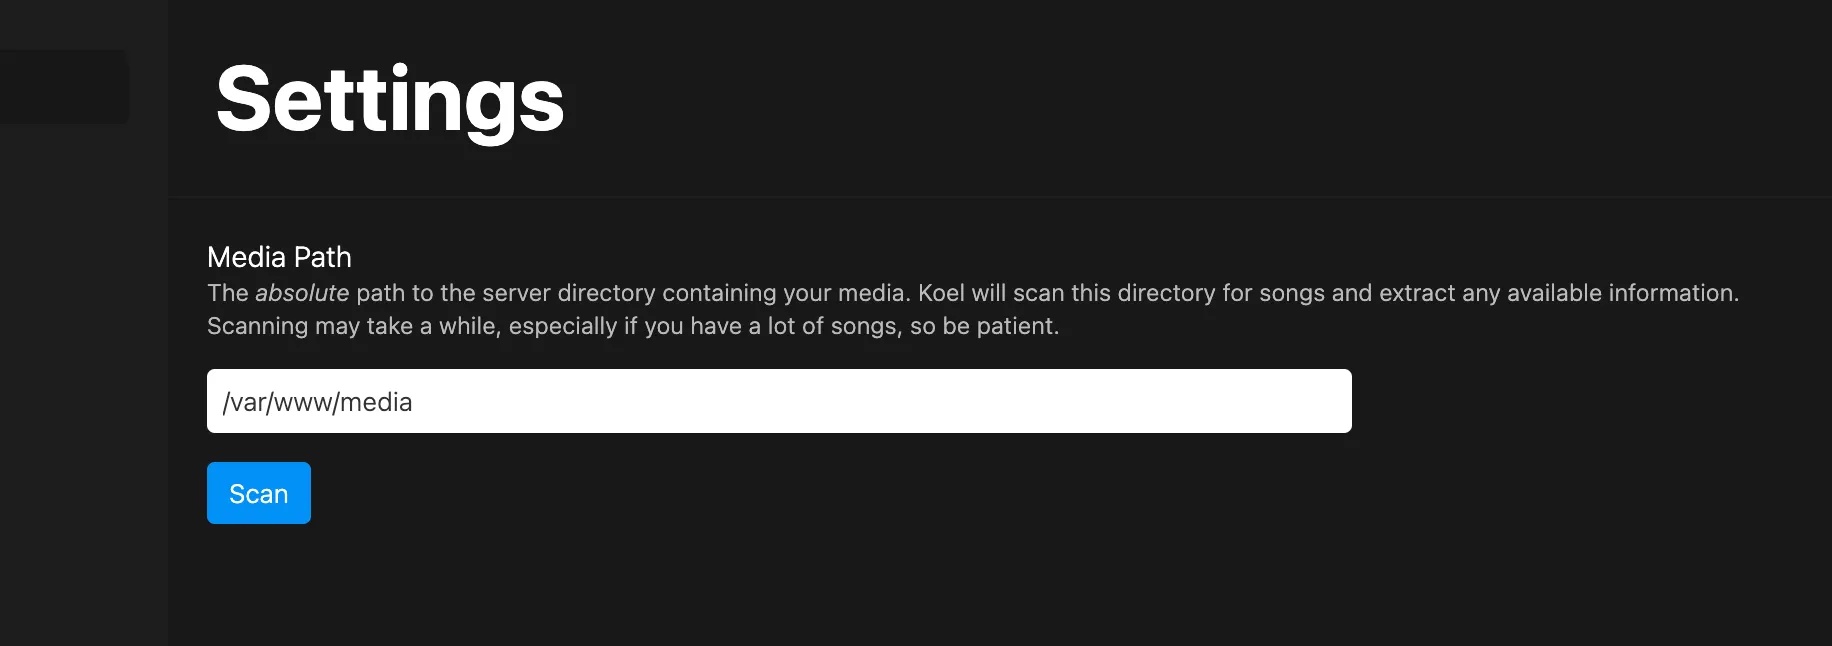 Settings
Media Path
The absolute path to the server directory containing your media. Koel will scan this directory for songs and extract any available information.
Scanning may take a while, especially if you have a lot of songs, so be patient.
/var/www/media
Scan